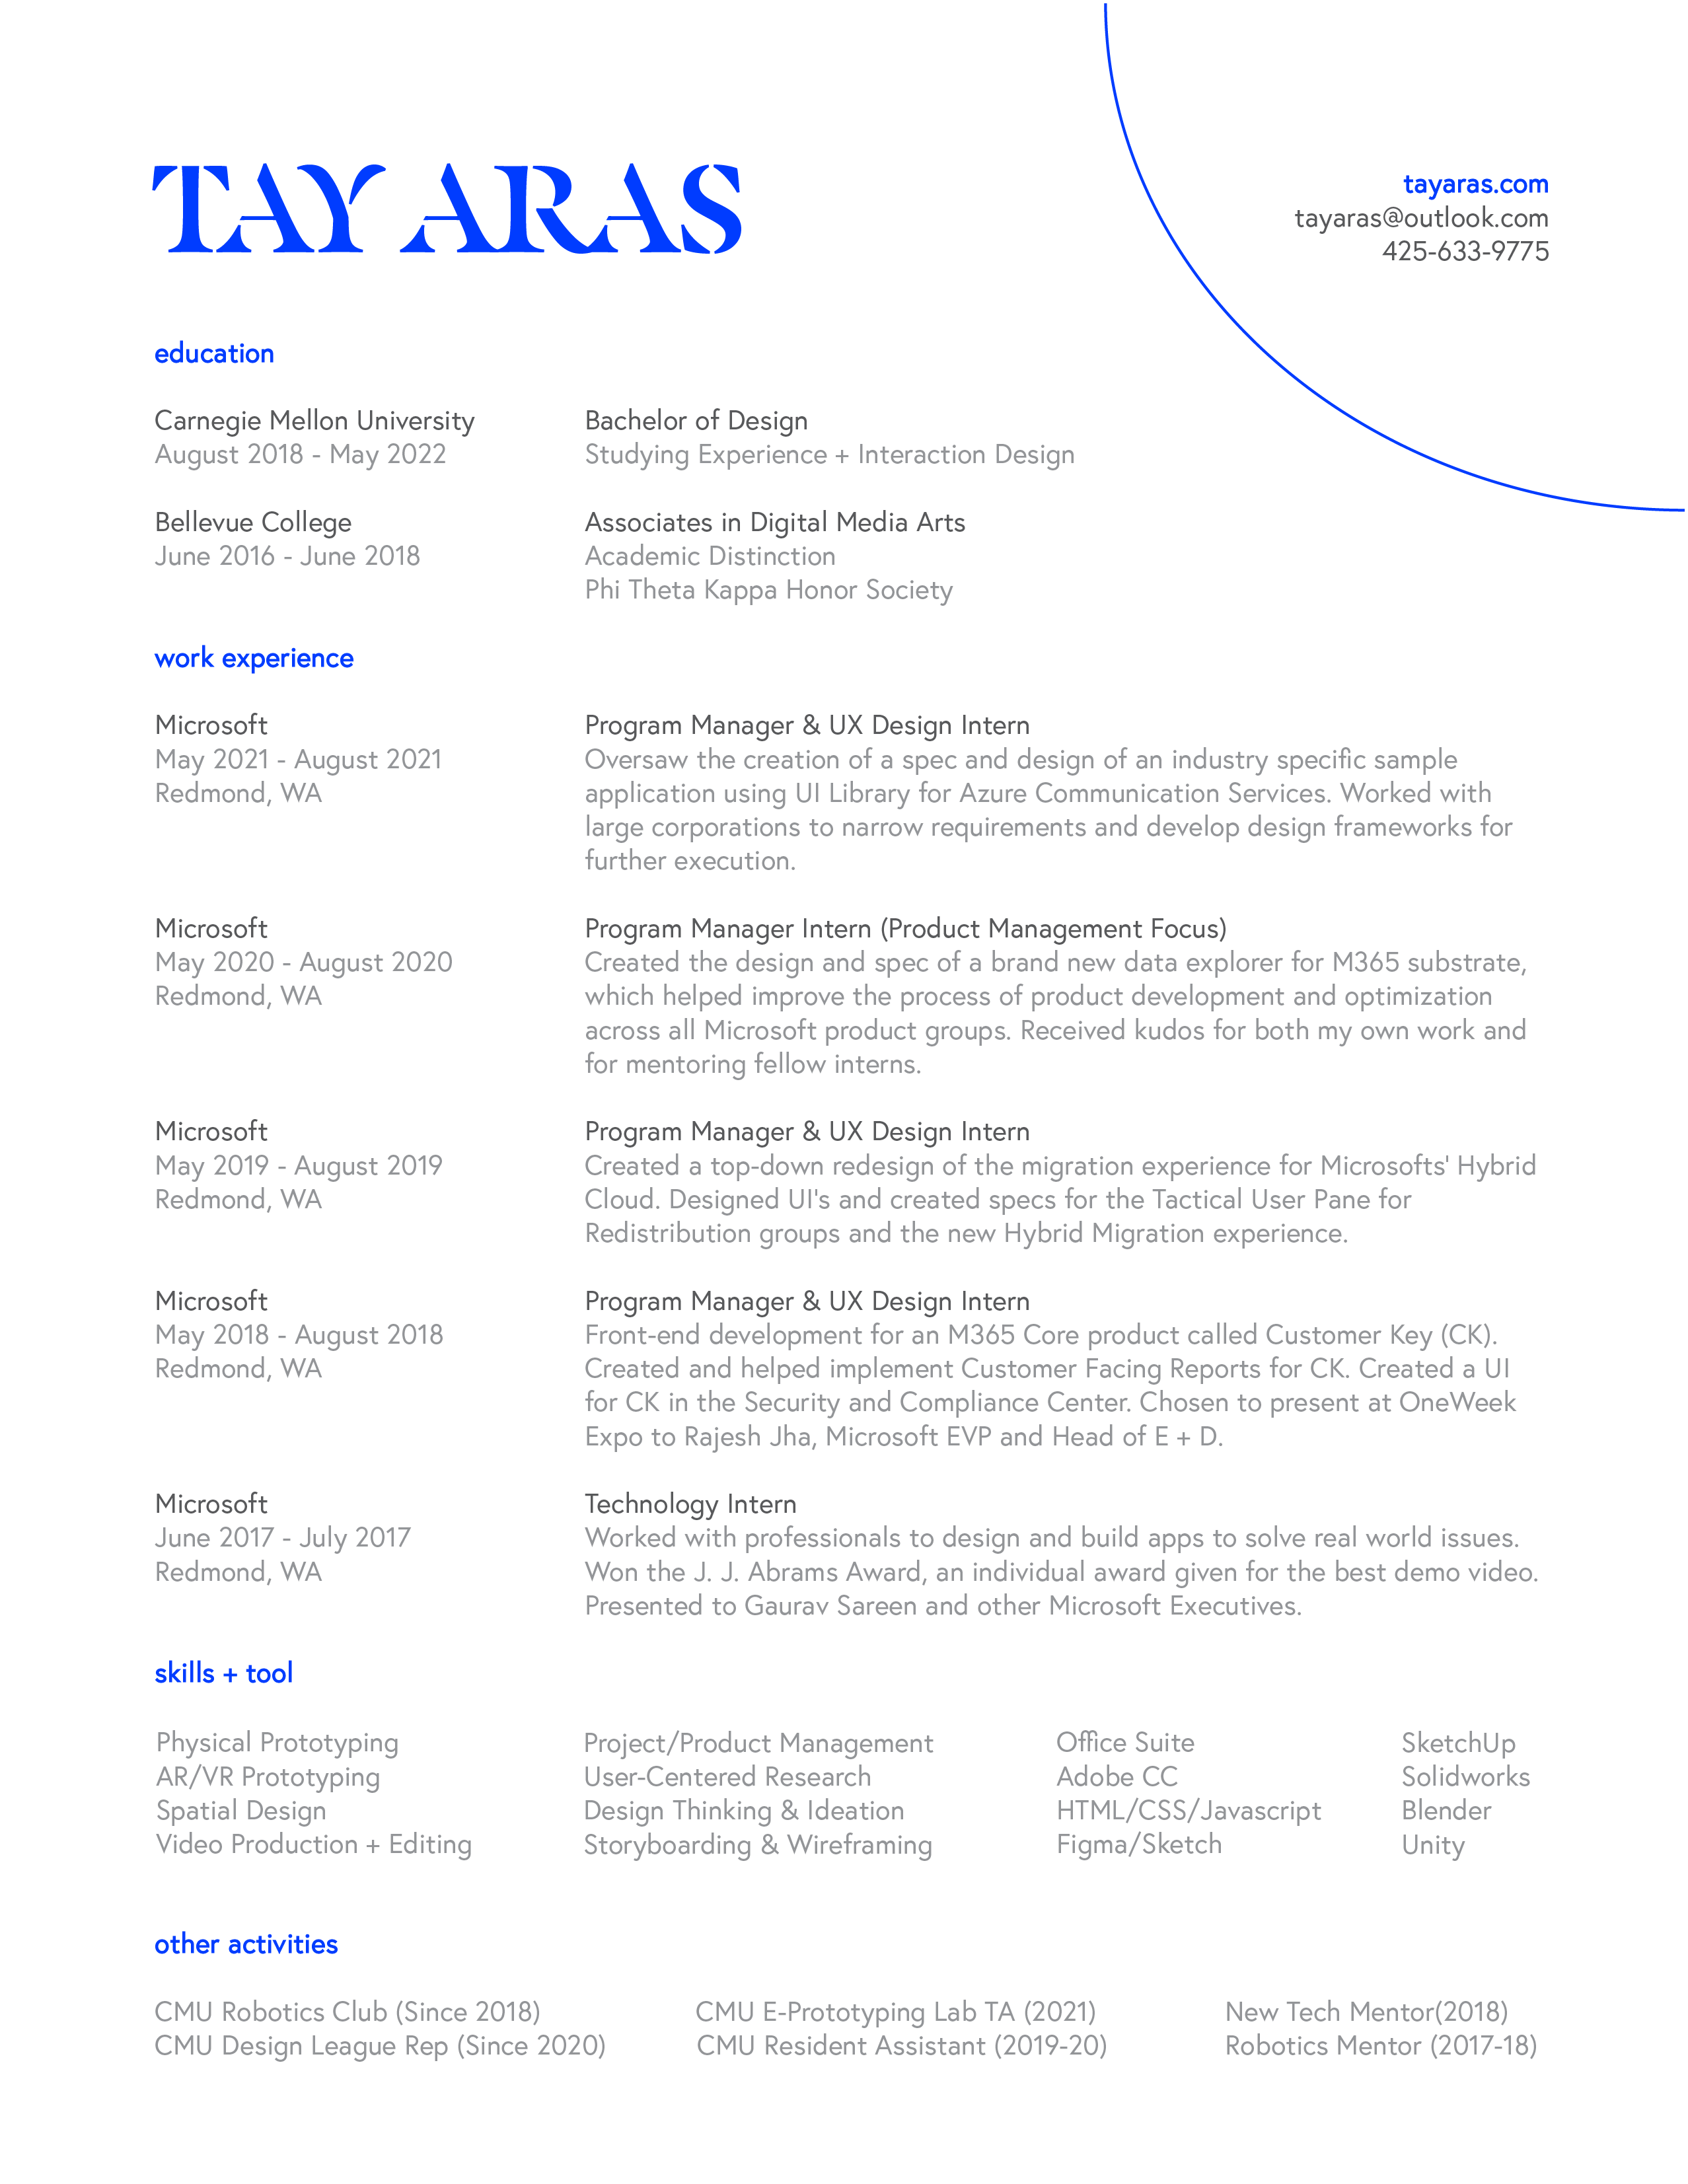 TAY ARAS
tayaras.com
tayaras@outlook.com
425-633-9775
education
Carnegie Mellon University
August 2018 - May 2022
Bachelor of Design
Studying Experience + Interaction Design
Bellevue College
June 2016 - June 2018
Associates in Digital Media Arts
Academic Distinction
Phi Theta Kappa Honor Society
work experience
Microsoft
May 2021 - August 2021
Redmond, WA
Program Manager & UX Design Intern
Oversaw the creation of a spec and design of an industry specific sample
application using UI Library for Azure Communication Services. Worked with
large corporations to narrow requirements and develop design frameworks for
further execution.
Microsoft
May 2020 - August 2020
Redmond, WA
Program Manager Intern (Product Management Focus)
Created the design and spec of a brand new data explorer for M365 substrate,
which helped improve the process of product development and optimization
across all Microsoft product groups. Received kudos for both my own work and
for mentoring fellow interns.
Microsoft
May 2019 - August 2019
Redmond, WA
Program Manager & UX Design Intern
Created a top-down redesign of the migration experience for Microsofts' Hybrid
Cloud. Designed UI's and created specs for the Tactical User Pane for
Redistribution groups and the new Hybrid Migration experience.
Microsoft
May 2018 - August 2018
Redmond, WA
Program Manager & UX Design Intern
Front-end development for an M365 Core product called Customer Key (CK).
Created and helped implement Customer Facing Reports for CK. Created a UI
for CK in the Security and Compliance Center. Chosen to present at OneWeek
Expo to Rajesh Jha, Microsoft EVP and Head of E + D.
Microsoft
June 2017 - July 2017
Redmond, WA
Technology Intern
Worked with professionals to design and build apps to solve real world issues.
Won the J. J. Abrams Award, an individual award given for the best demo video.
Presented to Gaurav Sareen and other Microsoft Executives.
skills + tool
Physical Prototyping
AR/VR Prototyping
Spatial Design
Video Production + Editing
Project/Product Management
User-Centered Research
Design Thinking & Ideation
Storyboarding & Wireframing
Office Suite
Adobe CC
HTML/CSS/Javascript
Figma/Sketch
SketchUp
Solidworks
Blender
Unity
other activities
CMU Robotics Club (Since 2018)
CMU Design League Rep (Since 2020)
CMU E-Prototyping Lab TA (2021)
CMU Resident Assistant (2019-20)
New Tech Mentor(2018)
Robotics Mentor (2017-18)